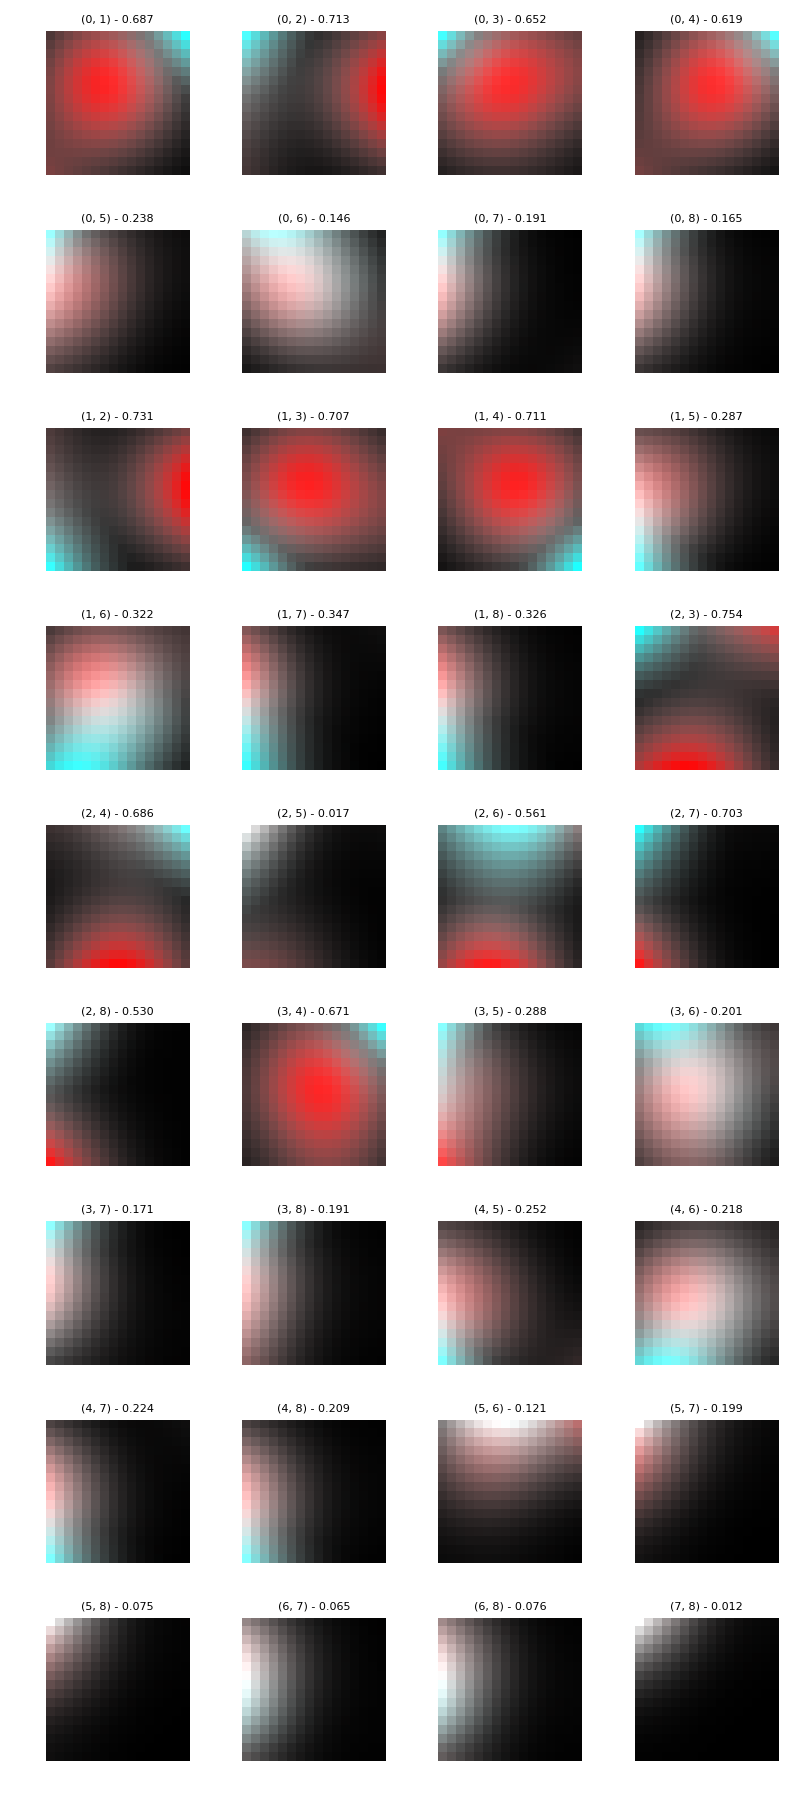 (0, 1) - 0.687 (0, 2) - 0.713 (0, 3) - 0.652 (0, 4) - 0.619
(0, 5) - 0.238 (0, 6) - 0.146 (0, 7) - 0.191 (0, 8) - 0.165
(1, 2) - 0.731 (1, 3) - 0.707 (1, 4) - 0.711 (1, 5) - 0.287
(1, 6) - 0.322 (1, 7) - 0.347 (1, 8) - 0.326 (2, 3) - 0.754
(2, 4) - 0.686 (2, 5) - 0.017 (2, 6) - 0.561 (2, 7) - 0.703
(2, 8) - 0.530 (3, 4) - 0.671 (3, 5) - 0.288 (3, 6) - 0.201
(3, 7) - 0.171 (3, 8) - 0.191 (4, 5) - 0.252 (4, 6) - 0.218
(4, 7) - 0.224 (4, 8) - 0.209 (5, 6) - 0.121 (5, 7) - 0.199
(5, 8) - 0.075 (6, 7) - 0.065 (6, 8) - 0.076 (7, 8) - 0.012